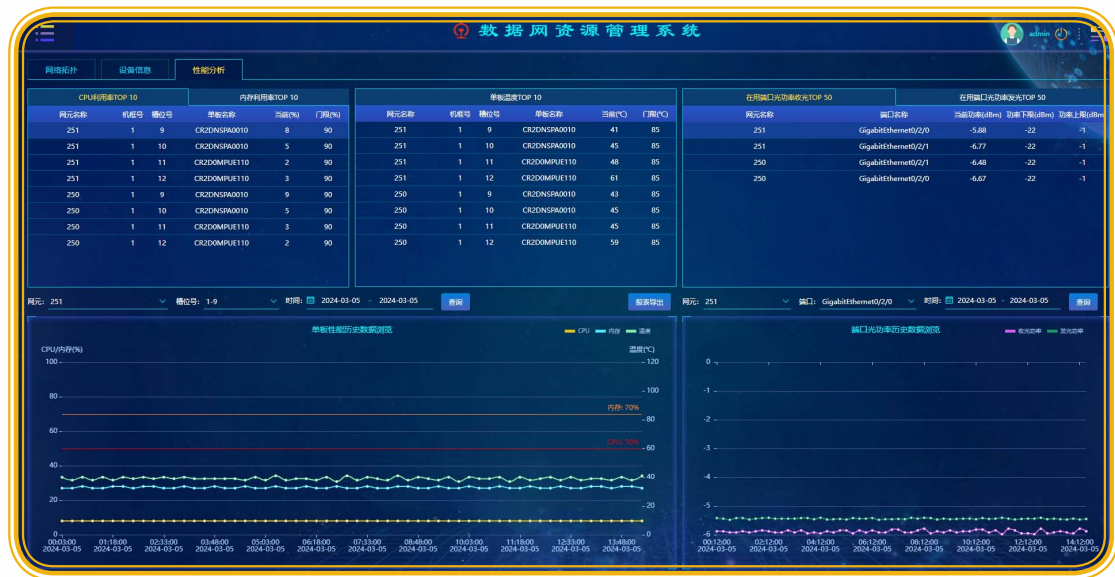 数据网资源管理系统
admin
网络拓扑 设备信息 性能分析
CPU利用率TOP 10 内存利用率TOP 10
网元名称 机框号 槽位号 单板名称 当前(%) 门限(%)
251 1 9 CR2DNSPA0010 8 90
251 1 10 CR2DNSPA0010 5 90
251 1 11 CR2D0MPUE110 2 90
251 1 12 CR2D0MPUE110 3 90
250 1 9 CR2DNSPA0010 9 90
250 1 10 CR2DNSPA0010 5 90
250 1 11 CR2D0MPUE110 3 90
250 1 12 CR2D0MPUE110 2 90
单板温度TOP 10
网元名称 机框号 槽位号 单板名称 当前(℃) 门限(℃)
251 1 9 CR2DNSPA0010 41 85
251 1 10 CR2DNSPA0010 45 85
251 1 11 CR2D0MPUE110 48 85
251 1 12 CR2D0MPUE110 61 85
250 1 9 CR2DNSPA0010 43 85
250 1 10 CR2DNSPA0010 45 85
250 1 11 CR2D0MPUE110 45 85
250 1 12 CR2D0MPUE110 59 85
在用端口光功率收光TOP 50 在用端口光功率发光TOP 50
网元名称 端口名称 当前功率(dBm) 功率下限(dBm) 功率上限(dBm
251 GigabitEthernet0/2/0 -5.88 -22 -1
251 GigabitEthernet0/2/1 -6.77 -22 -1
250 GigabitEthernet0/2/1 -6.48 -22 -1
250 GigabitEthernet0/2/0 -6.67 -22 -1
网元: 251 槽位号: 1-9 时间: 2024-03-05 - 2024-03-05 查询 报表导出
网元: 251 端口: GigabitEthernet0/2/0 时间: 2024-03-05 - 2024-03-05 查询
单板性能历史数据浏览
CPU 内存 温度
CPU/内存(%) 温度(℃)
100 120
100
80
内存: 70%
80
60
CPU: 50%
60
40 40
20 20
0 0
00:03:00 01:18:00 02:33:00 03:48:00 05:03:00 06:18:00 07:33:00 08:48:00 10:03:00 11:18:00 12:33:00 13:48:00
2024-03-05 2024-03-05 2024-03-05 2024-03-05 2024-03-05 2024-03-05 2024-03-05 2024-03-05 2024-03-05 2024-03-05 2024-03-05 2024-03-05
端口光功率历史数据浏览
收光功率 发光功率
0
-1
-2
-3
-4
-5
-6
00:12:00 02:12:00 04:12:00 06:12:00 08:12:00 10:12:00 12:12:00 14:12:00
2024-03-05 2024-03-05 2024-03-05 2024-03-05 2024-03-05 2024-03-05 2024-03-05 2024-03-05